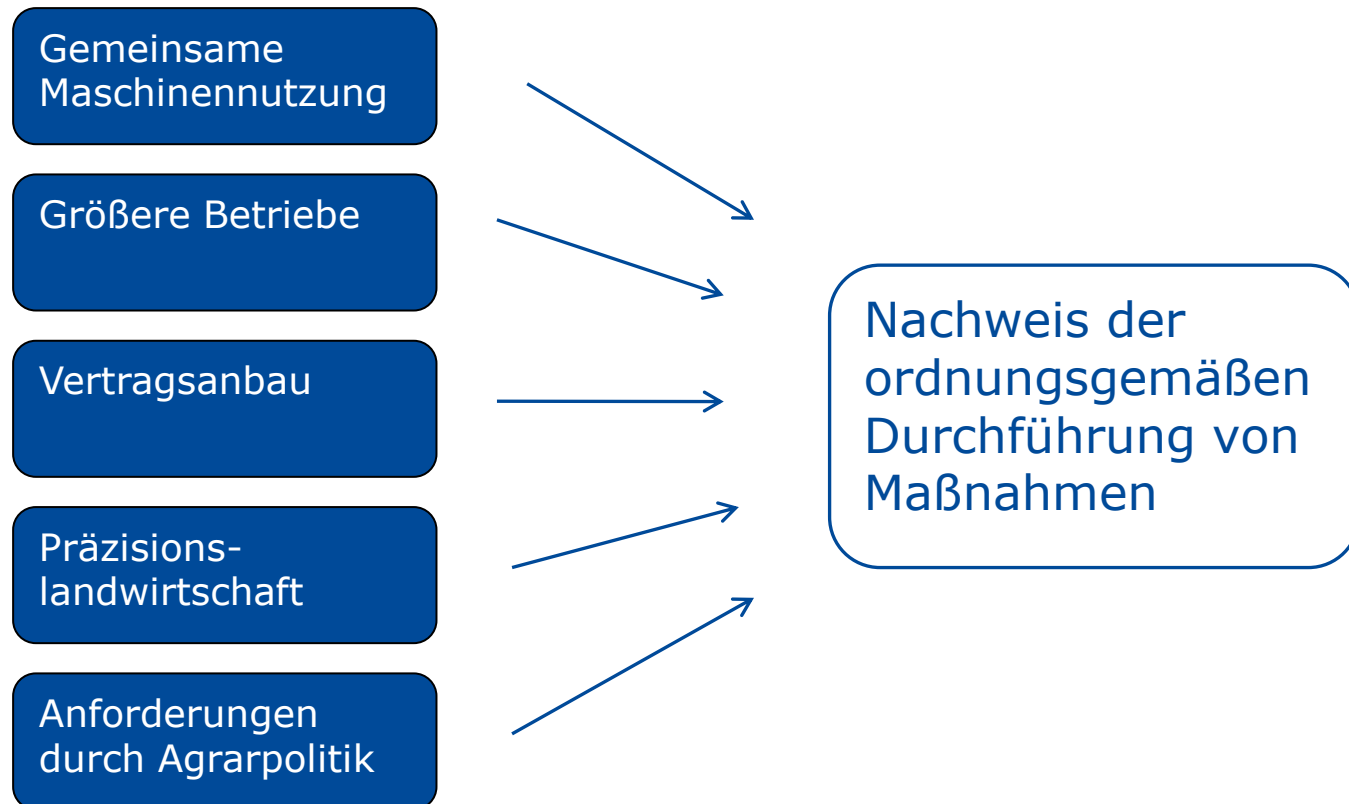 Gemeinsame
Maschinennutzung
Größere Betriebe
Vertragsanbau
Präzisions-
landwirtschaft
Anforderungen
durch Agrarpolitik
Nachweis der
ordnungsgemäßen
Durchführung von
Maßnahmen